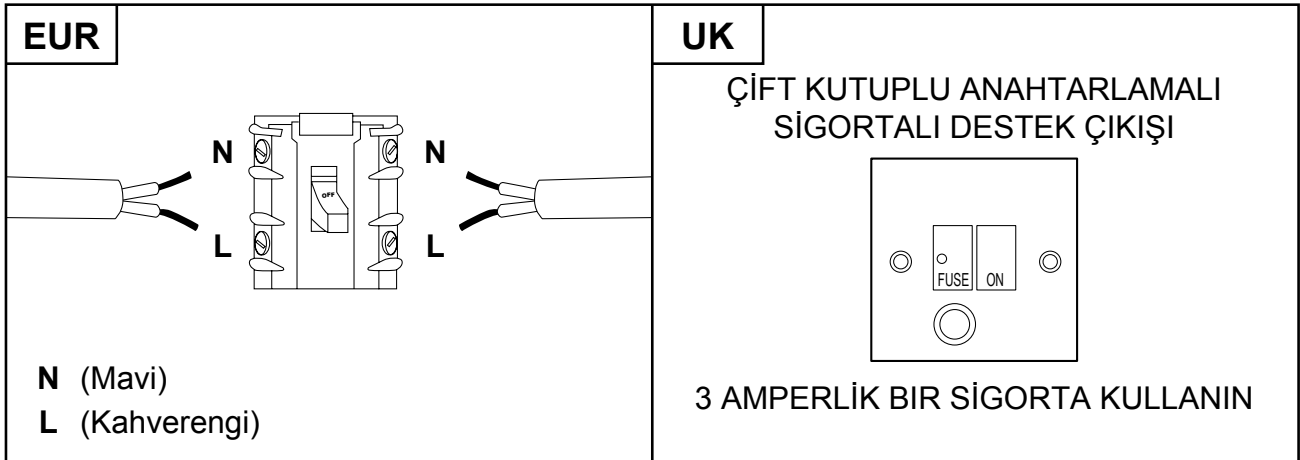 EUR
N
N
OFF
L
L
N (Mavi)
L (Kahverengi)
UK
ÇİFT KUTUPLU ANAHTARLAMALI
SİGORTALI DESTEK ÇIKIŞI
FUSE ON
3 AMPERLİK BIR SİGORTA KULLANIN